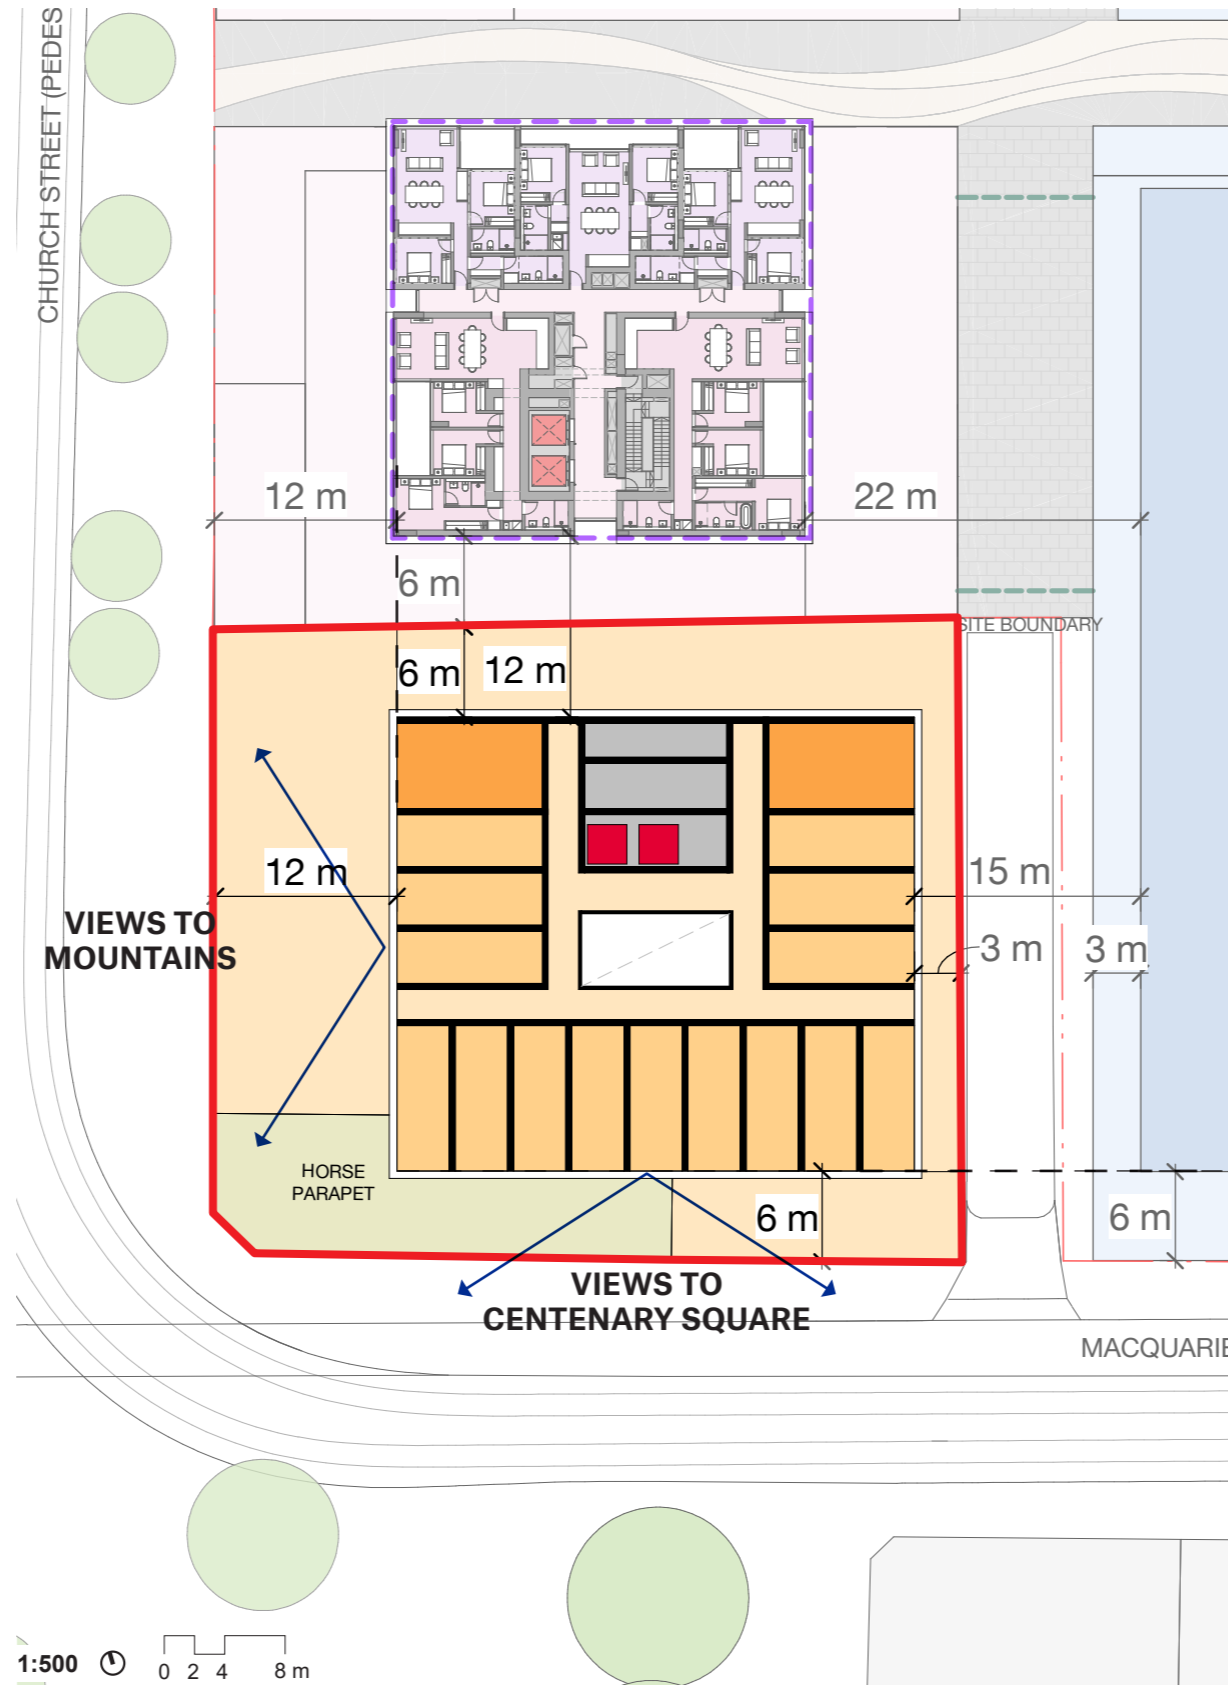 CHURCH STREET (PEDES
12 m
22 m
6 m
SITE BOUNDARY
6 m
12 m
12 m
15 m
VIEWS TO
MOUNTAINS
3 m
3 m
HORSE
PARAPET
6 m
6 m
VIEWS TO
CENTENARY SQUARE
MACQUARIE
1:500
0 2 4 8 m